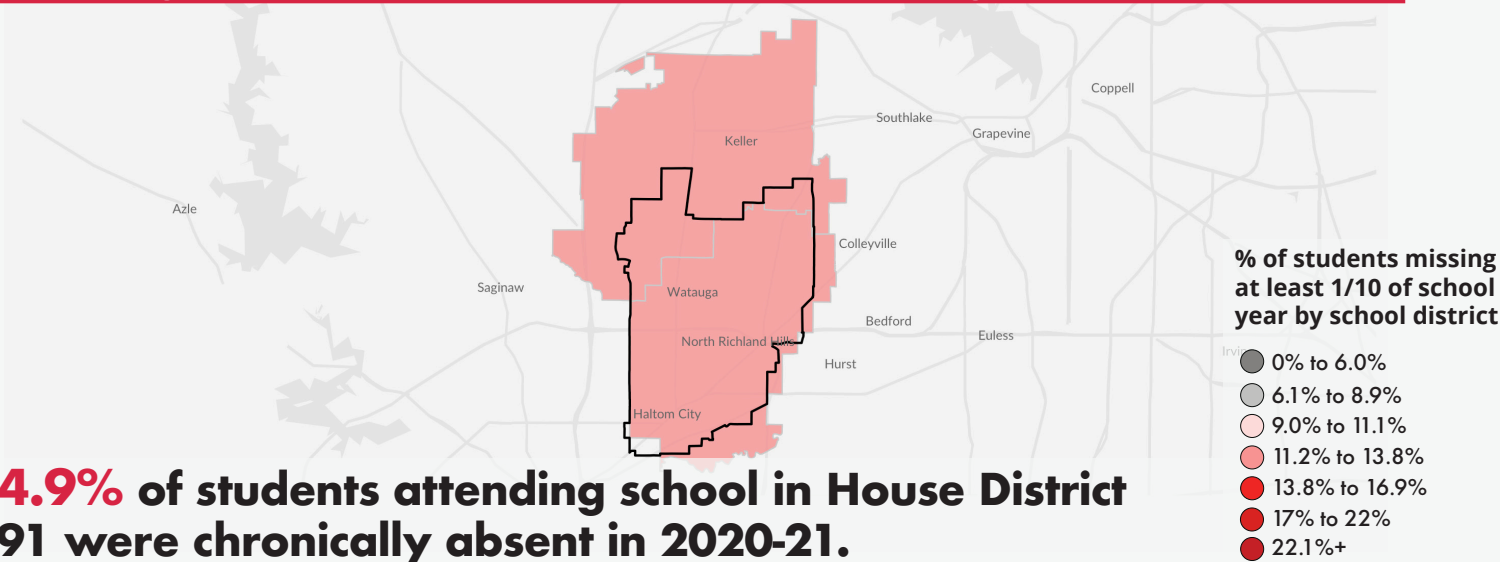 Coppell
Southlake
Grapevine
Keller
Azle
Colleyville
Saginaw
Watauga
Bedford
Euless
North Richland Hills
Hurst
Haltom City
% of students missing
at least 1/10 of school
year by school district
0% to 6.0%
6.1% to 8.9%
9.0% to 11.1%
11.2% to 13.8%
13.8% to 16.9%
17% to 22%
22.1%+
4.9% of students attending school in House District
91 were chronically absent in 2020-21.